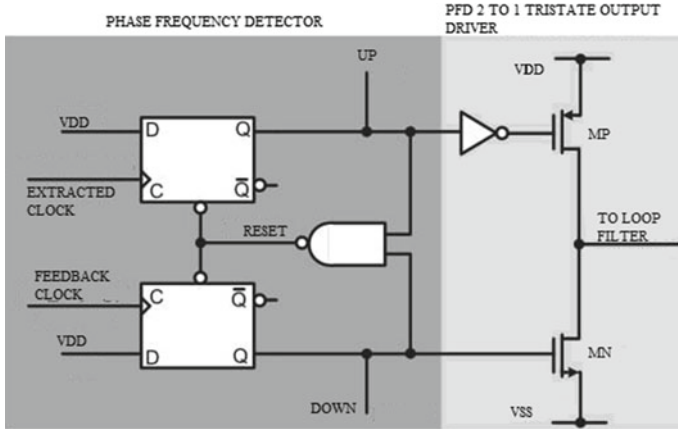 PHASE FREQUENCY DETECTOR
PFD 2 TO 1 TRISTATE OUTPUT
DRIVER
UP
VDD
VDD
D
Q
MP
EXTRACTED
CLOCK
C
Q
RESET
TO LOOP
FILTER
FEEDBACK
CLOCK
C
Q
VDD
D
Q
MN
DOWN
VSS